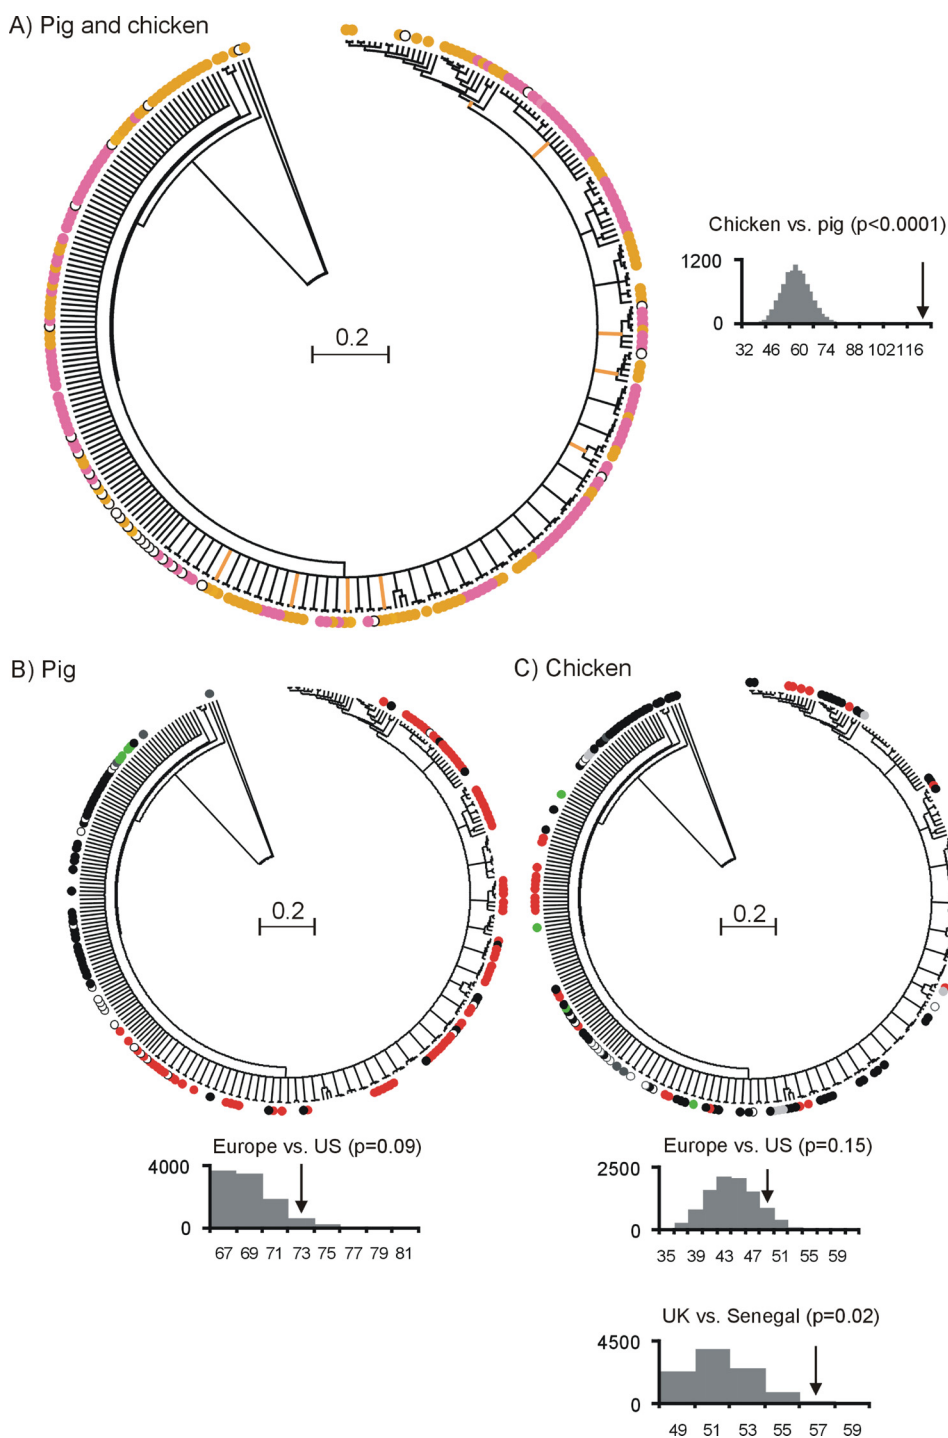 A) Pig and chicken
Chicken vs. pig (p<0.0001)
1200
0
32 46 60 74 88 102 116
0.2
B) Pig
C) Chicken
0.2
0.2
Europe vs. US (p=0.09)
4000
0
67 69 71 73 75 77 79 81
Europe vs. US (p=0.15)
2500
0
35 39 43 47 51 55 59
UK vs. Senegal (p=0.02)
4500
0
49 51 53 55 57 59